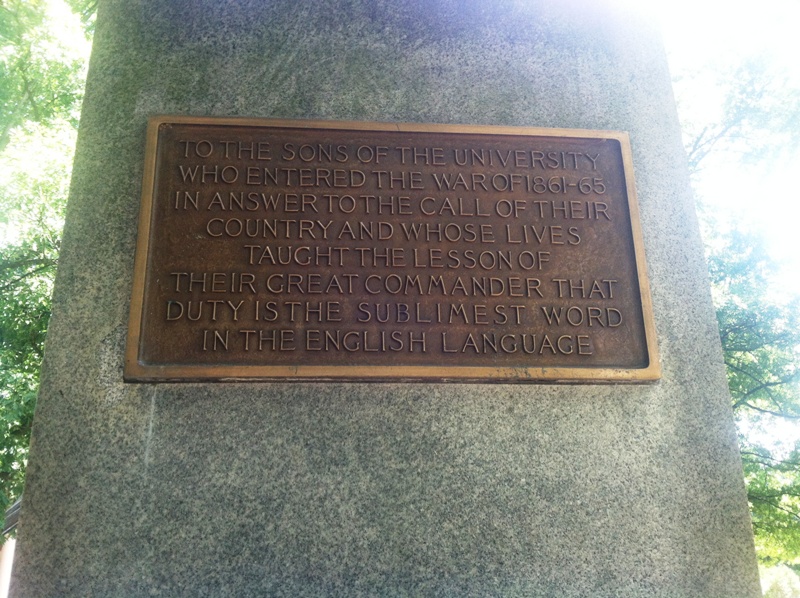 TO THE SONS OF THE UNIVERSITY
WHO ENTERED THE WAR OF 1861-65
IN ANSWER TO THE CALL OF THEIR
COUNTRY AND WHOSE LIVES
TAUGHT THE LESSON OF
THEIR GREAT COMMANDER THAT
DUTY IS THE SUBLIMEST WORD
IN THE ENGLISH LANGUAGE